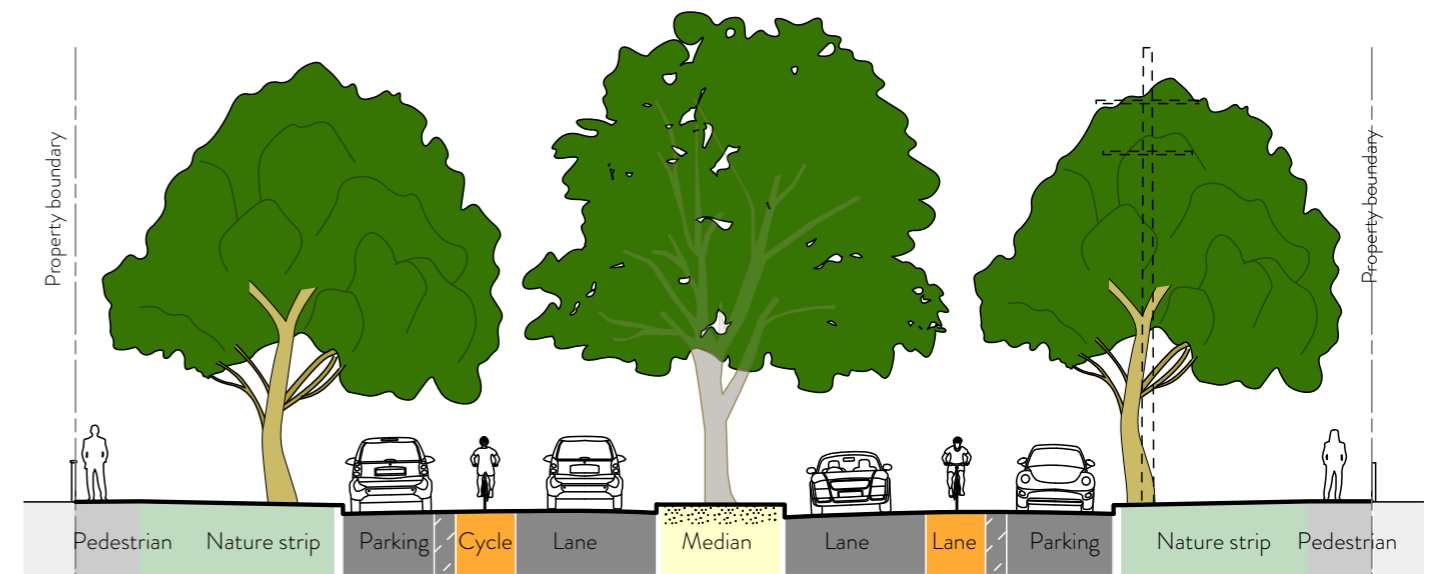 Property boundary
Property boundary
Pedestrian
Nature strip
Parking
Cycle
Lane
Median
Lane
Lane
Parking
Nature strip
Pedestrian